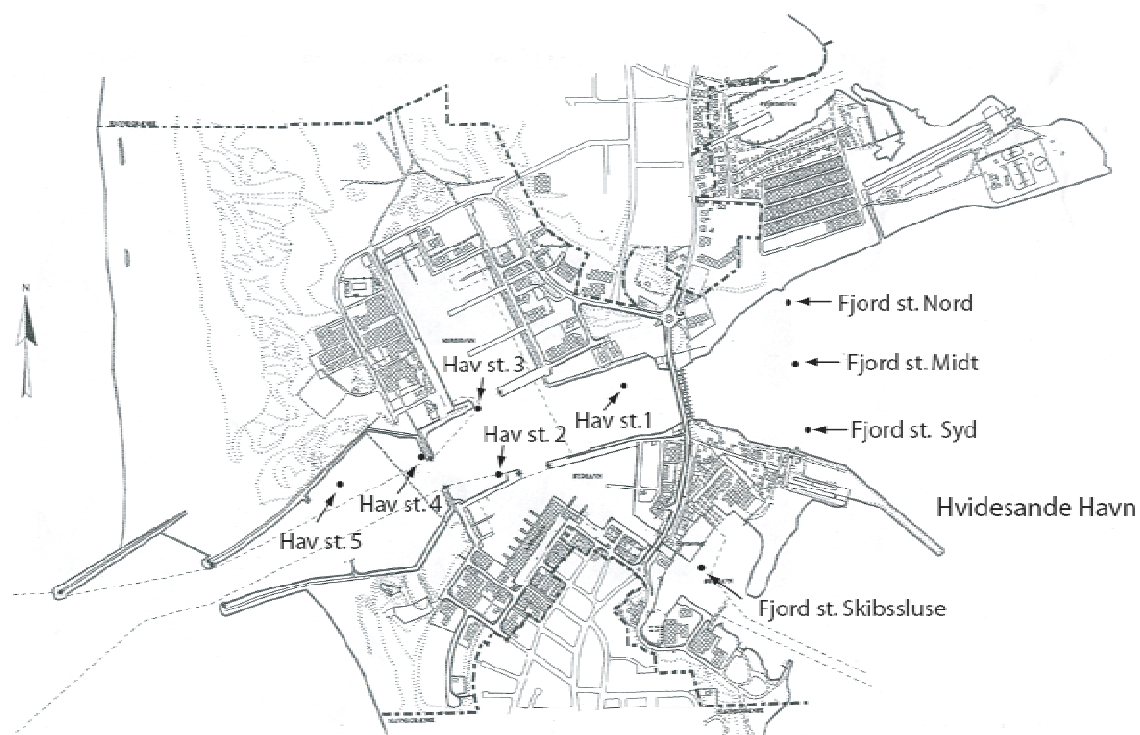 N
Fjord st. Nord
Fjord st. Midt
Hav st. 3
Hav st. 1
Fjord st. Syd
Hav st. 2
Hav st. 4
Hvidesande Havn
Hav st. 5
Fjord st. Skibssluse